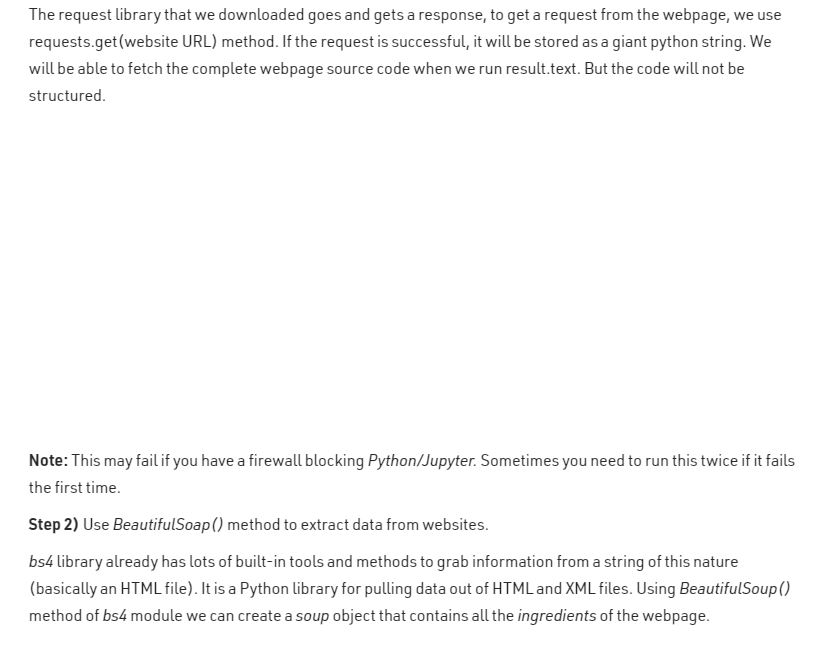 The request library that we downloaded goes and gets a response, to get a request from the webpage, we use
requests.get(website URL) method. If the request is successful, it will be stored as a giant python string. We
will be able to fetch the complete webpage source code when we run result.text. But the code will not be
structured.
Note: This may fail if you have a firewall blocking Python/Jupyter. Sometimes you need to run this twice if it fails
the first time.
Step 2) Use BeautifulSoap() method to extract data from websites.
bs4 library already has lots of built-in tools and methods to grab information from a string of this nature
(basically an HTML file). It is a Python library for pulling data out of HTML and XML files. Using BeautifulSoup()
method of bs4 module we can create a soup object that contains all the ingredients of the webpage.